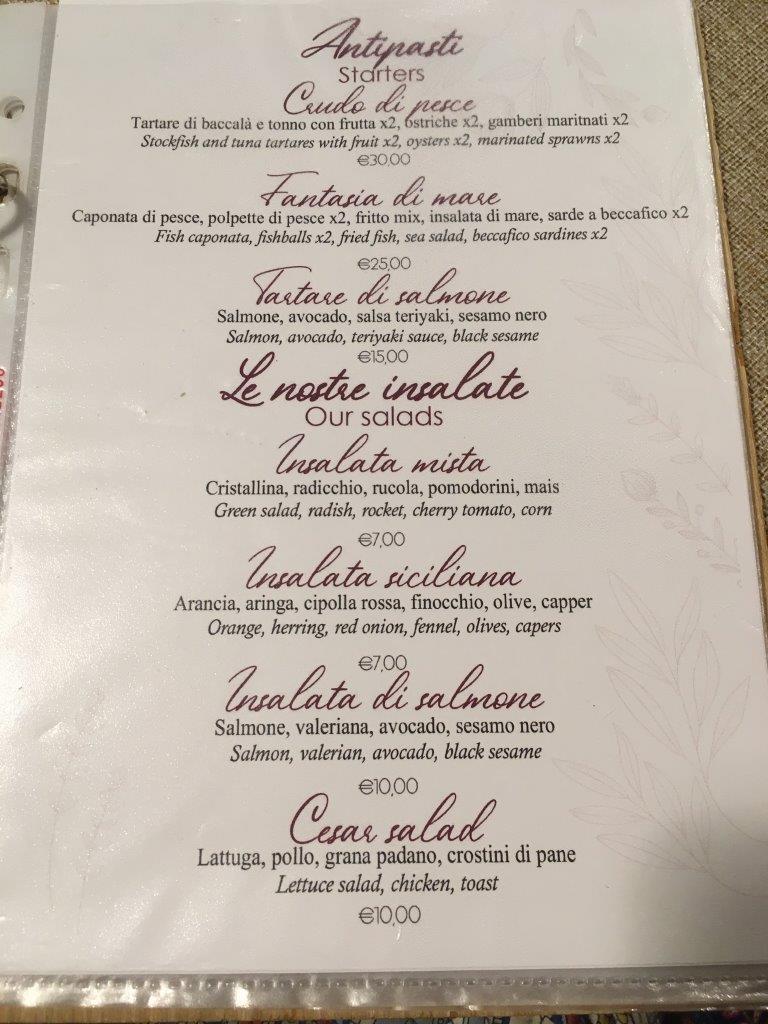 Antipasti
Starters
Crudo di pesce
Tartare di baccalà e tonno con frutta x2, ostriche x2, gamberi maritnati x2
Stockfish and tuna tartares with fruit x2, oysters x2, marinated sprawns x2
€30,00
Fantasia di mare
Caponata di pesce, polpette di pesce x2, fritto mix, insalata di mare, sarde a beccafico x2
Fish caponata, fishballs x2, fried fish, sea salad, beccafico sardines x2
€25,00
Tartare di salmone
Salmone, avocado, salsa teriyaki, sesamo nero
Salmon, avocado, teriyaki sauce, black sesame
€15,00
Le nostre insalate
Our salads
Insalata mista
Cristallina, radicchio, rucola, pomodorini, mais
Green salad, radish, rocket, cherry tomato, corn
€7,00
Insalata siciliana
Arancia, aringa, cipolla rossa, finocchio, olive, capper
Orange, herring, red onion, fennel, olives, capers
€7,00
Insalata di salmone
Salmone, valeriana, avocado, sesamo nero
Salmon, valerian, avocado, black sesame
€10,00
Cesar salad
Lattuga, pollo, grana padano, crostini di pane
Lettuce salad, chicken, toast
€10,00